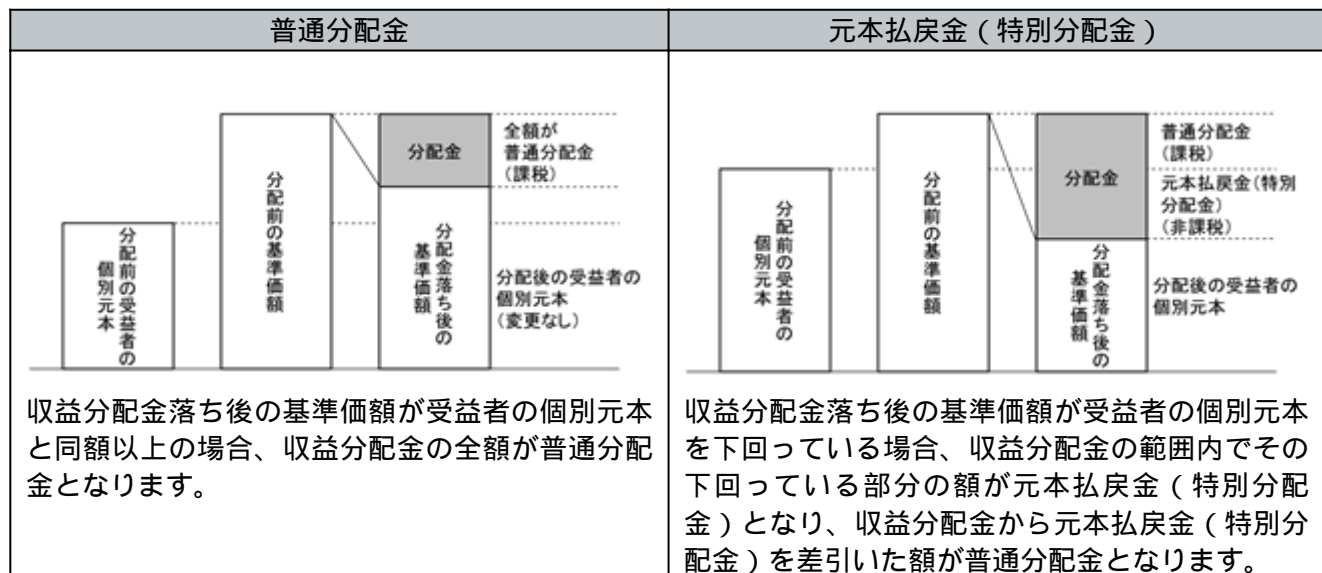 普通分配金
分配前の受益者の
個別元本
分配前の基準価額
分配金
分配金落ち後の
基準価額
全額が
普通分配金
(課税)
分配後の受益者の
個別元本
(変更なし)
収益分配金落ち後の基準価額が受益者の個別元本
と同額以上の場合、収益分配金の全額が普通分配
金となります。
元本払戻金(特別分配金)
分配前の受益者の
個別元本
分配前の基準価額
分配金
分配金落ち後の
基準価額
普通分配金
(課税)
元本払戻金(特別
分配金)
(非課税)
分配後の受益者の
個別元本
収益分配金落ち後の基準価額が受益者の個別元本
を下回っている場合、収益分配金の範囲内でその
下回っている部分の額が元本払戻金(特別分配
金)となり、収益分配金から元本払戻金(特別分
配金)を差引いた額が普通分配金となります。